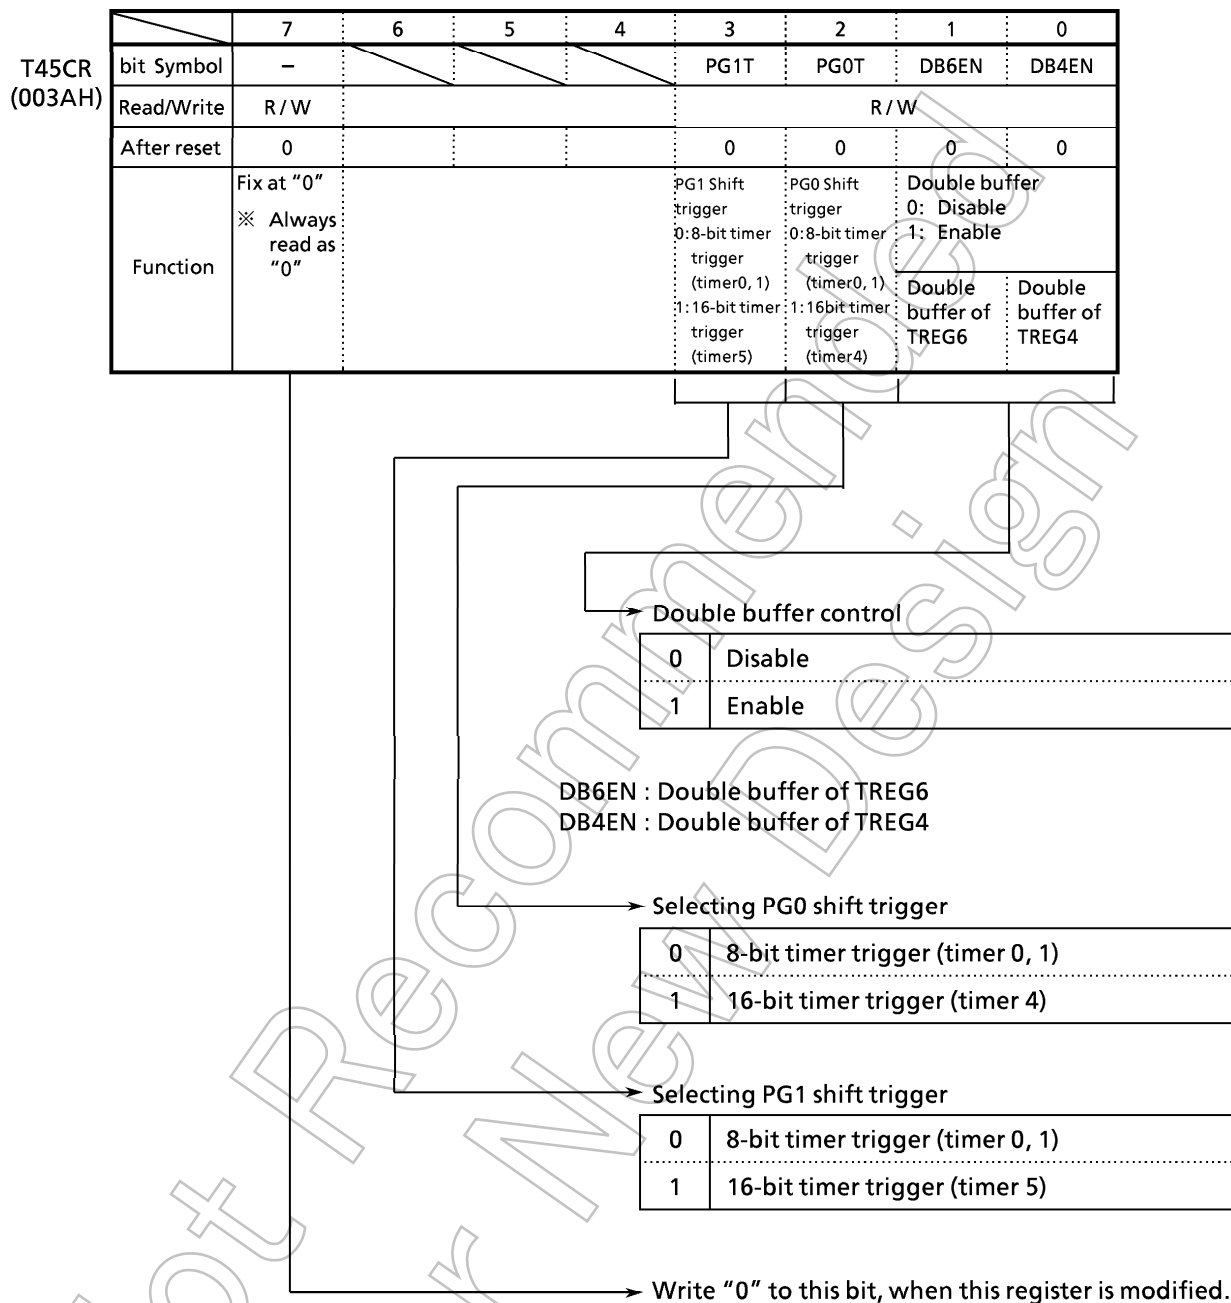 7 6 5 4 3 2 1 0
T45CR
(003AH)
bit Symbol – PG1T PG0T DB6EN DB4EN
Read/Write R/W R/W
After reset 0 0 0 0 0
Function
Fix at "0"
※ Always
read as
"0"
PG1 Shift
trigger
0:8-bit timer
trigger
(timer0, 1)
1:16-bit timer
trigger
(timer5)
PG0 Shift
trigger
0:8-bit timer
trigger
(timer0, 1)
1:16bit timer
trigger
(timer4)
Double buffer
0: Disable
1: Enable
Double
buffer of
TREG6
Double
buffer of
TREG4
Double buffer control
0 Disable
1 Enable
DB6EN : Double buffer of TREG6
DB4EN : Double buffer of TREG4
Selecting PG0 shift trigger
0 8-bit timer trigger (timer 0, 1)
1 16-bit timer trigger (timer 4)
Selecting PG1 shift trigger
0 8-bit timer trigger (timer 0, 1)
1 16-bit timer trigger (timer 5)
Write "0" to this bit, when this register is modified.
Not Recommended
r New Design